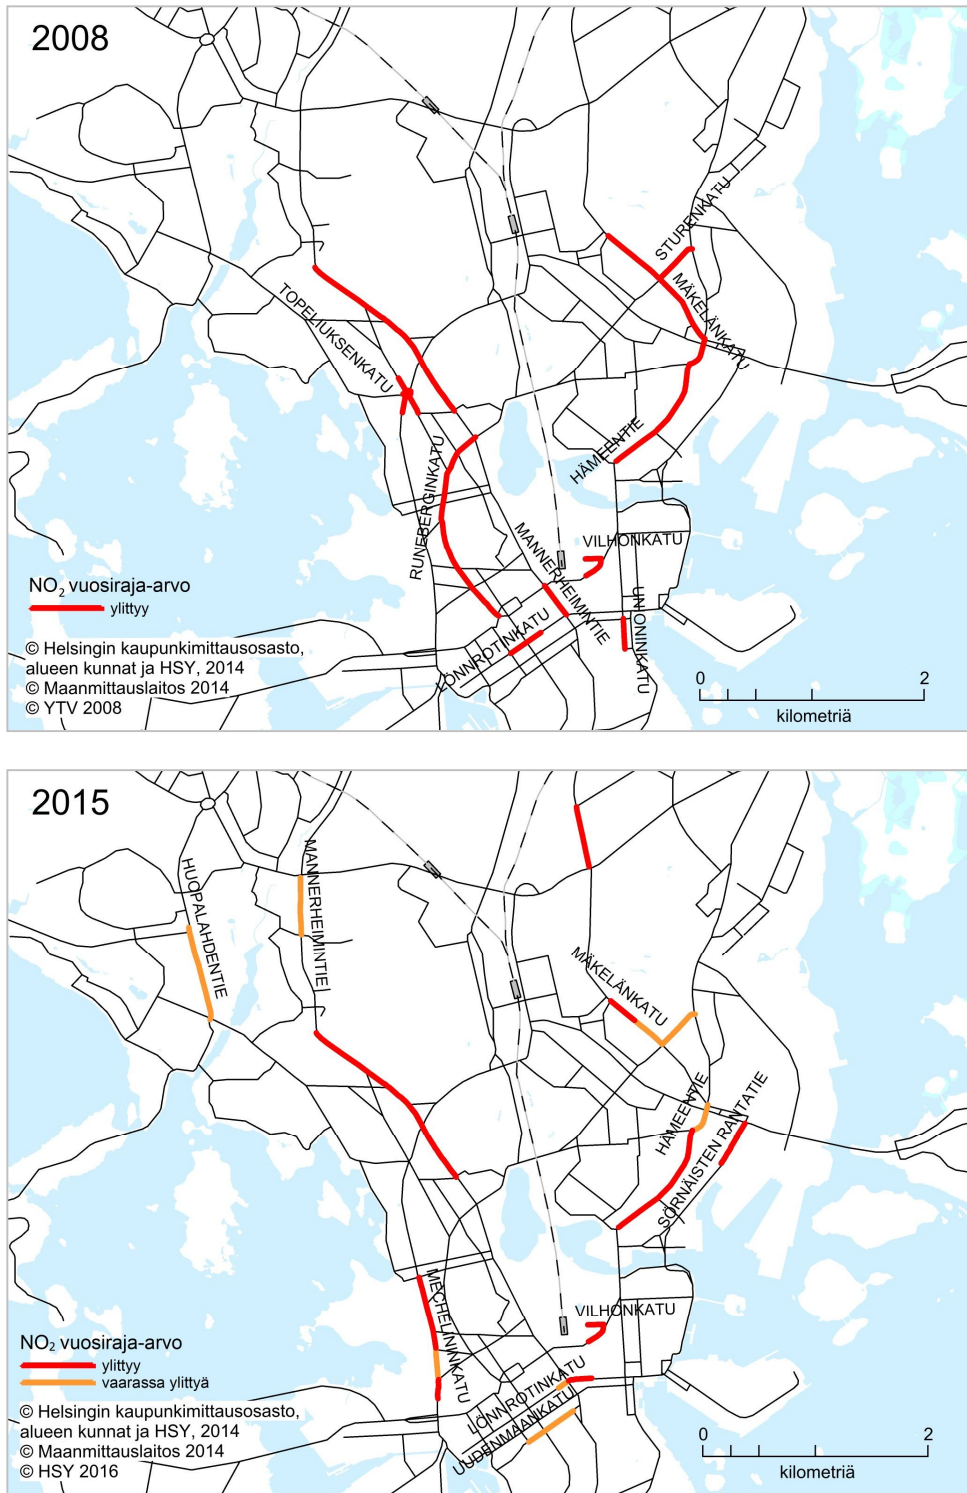 2008
STURENKATU
MÄKELÄNKATU
TOPELIUKSENKATU
HÄMEENTIE
RUNEBERGINKATU
MANNERHEIMINTIE
VILHONKATU
UNIONINKATU
LÖNNROTINKATU
NO2 vuosiraja-arvo
ylittyy
© Helsingin kaupunkimittausosasto,
alueen kunnat ja HSY, 2014
© Maanmittauslaitos 2014
© YTV 2008
0 2
kilometriä
2015
HUOPALAHDENTIE
MANNERHEIMINTIE
MÄKELÄNKATU
HÄMEENTIE
SÖRNÄISTEN RANTATIE
MECHELININKATU
VILHONKATU
LÖNNROTINKATU
UUDENMAANKATU
NO2 vuosiraja-arvo
ylittyy
vaarassa ylittyä
© Helsingin kaupunkimittausosasto,
alueen kunnat ja HSY, 2014
© Maanmittauslaitos 2014
© HSY 2016
0 2
kilometriä